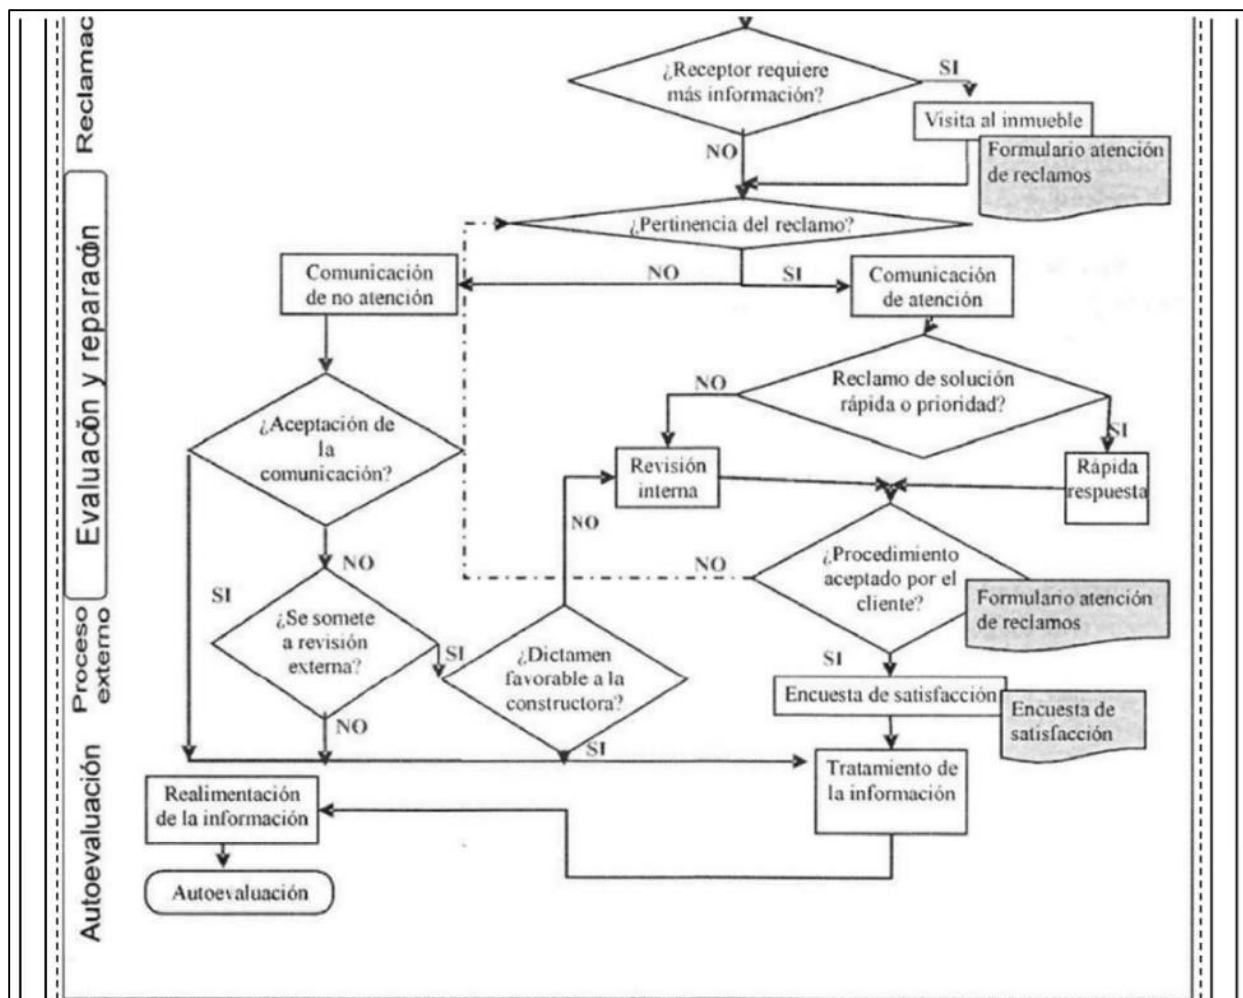 Reclamac
¿Receptor requiere
más información?
SI
Visita al inmueble
Formulario atención
de reclamos
NO
¿Pertinencia del reclamo?
NO
SI
Comunicación
de no atención
Comunicación
de atención
Evaluación y reparación
Reclamo de solución
rápida o prioridad?
NO
SI
¿Aceptación de
la
comunicación?
Revisión
interna
Rápida
respuesta
NO
NO
SI
¿Procedimiento
aceptado por el
cliente?
NO
Formulario atención
de reclamos
Proceso
externo
¿Se somete
a revisión
externa?
SI
¿Dictamen
favorable a la
constructora?
SI
Encuesta de satisfacción
Encuesta de
satisfacción
NO
SI
Autoevaluación
Realimentación
de la información
Tratamiento de
la información
Autoevaluación